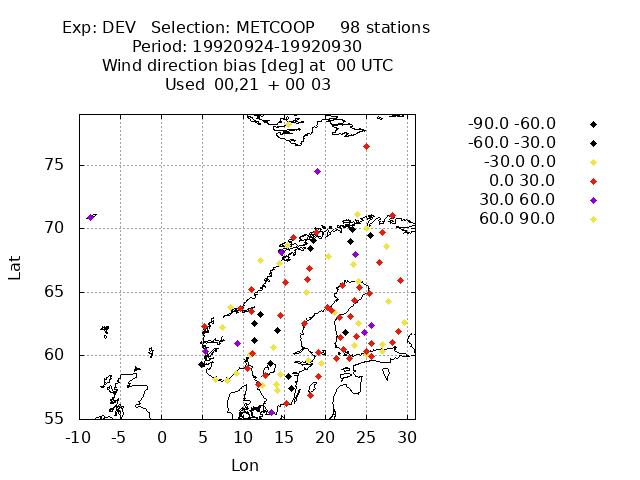 Exp: DEV   Selection: METCOOP     98 stations
Period: 19920924-19920930
Wind direction bias [deg] at  00 UTC
Used  00,21  + 00 03
-90.0 -60.0
-60.0 -30.0
-30.0 0.0
0.0 30.0
30.0 60.0
60.0 90.0
75
70
65
60
55
Lat
-10 -5 0 5 10 15 20 25 30
Lon